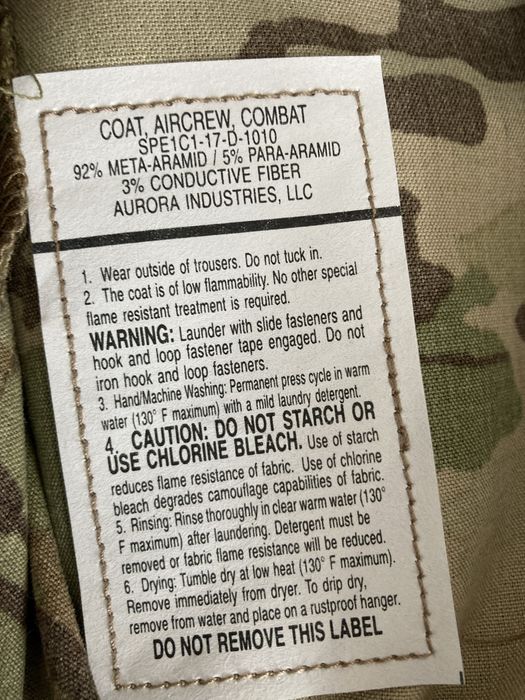 COAT, AIRCREW, COMBAT
SPE1C1-17-D-1010
92% META-ARAMID / 5% PARA-ARAMID
3% CONDUCTIVE FIBER
AURORA INDUSTRIES, LLC
1. Wear outside of trousers. Do not tuck in.
2. The coat is of low flammability. No other special
flame resistant treatment is required.
WARNING: Launder with slide fasteners and
hook and loop fastener tape engaged. Do not
iron hook and loop fasteners.
3. Hand/Machine Washing: Permanent press cycle in warm
water (130° F maximum) with a mild laundry detergent.
4. CAUTION: DO NOT STARCH OR
USE CHLORINE BLEACH. Use of starch
reduces flame resistance of fabric. Use of chlorine
bleach degrades camouflage capabilities of fabric.
5. Rinsing: Rinse thoroughly in clear warm water (130°
F maximum) after laundering. Detergent must be
removed or fabric flame resistance will be reduced.
6. Drying: Tumble dry at low heat (130° F maximum).
Remove immediately from dryer. To drip dry,
remove from water and place on a rustproof hanger.
DO NOT REMOVE THIS LABEL